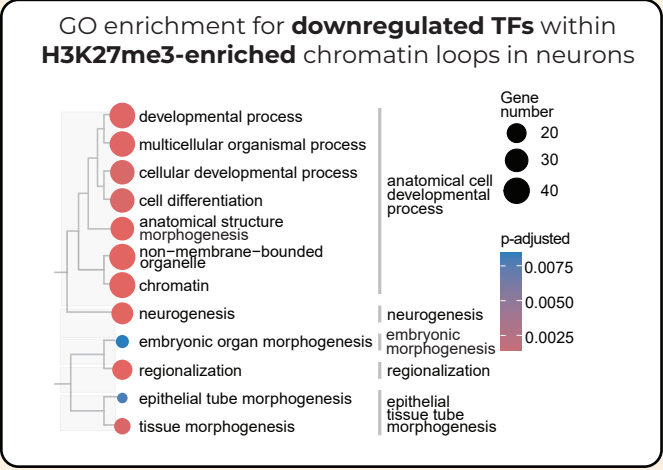 GO enrichment for downregulated TFs within
H3K27me3-enriched chromatin loops in neurons
developmental process
multicellular organismal process
cellular developmental process
cell differentiation
anatomical structure
morphogenesis
non−membrane−bounded
organelle
chromatin
neurogenesis
embryonic organ morphogenesis
regionalization
epithelial tube morphogenesis
tissue morphogenesis
anatomical cell
developmental
process
neurogenesis
embryonic
morphogenesis
regionalization
epithelial
tissue tube
morphogenesis
Gene
number
20
30
40
p-adjusted
0.0075
0.0050
0.0025